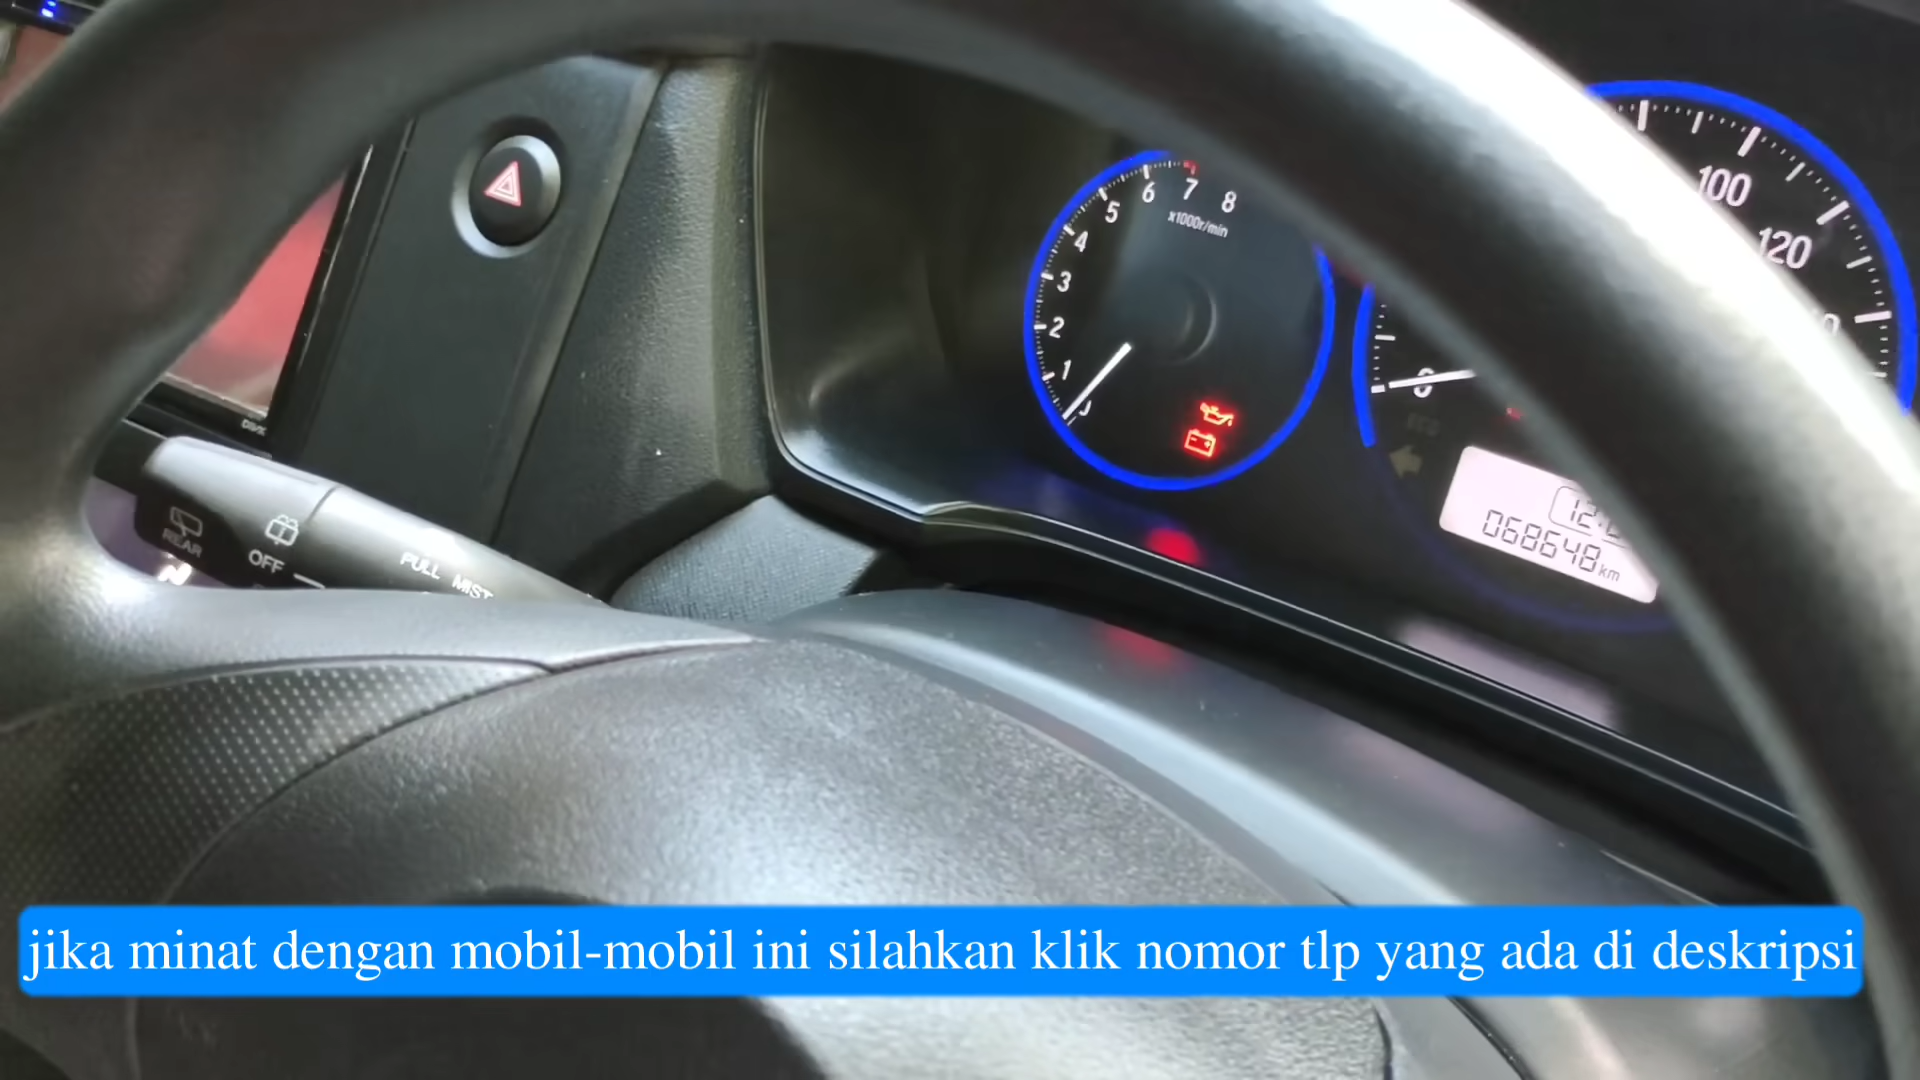 6 7 8
5
x1000r/min
4
3
2
1
100
120
ECO
068648 km
REAR
OFF
FULL MIST
jika minat dengan mobil-mobil ini silahkan klik nomor tlp yang ada di deskripsi